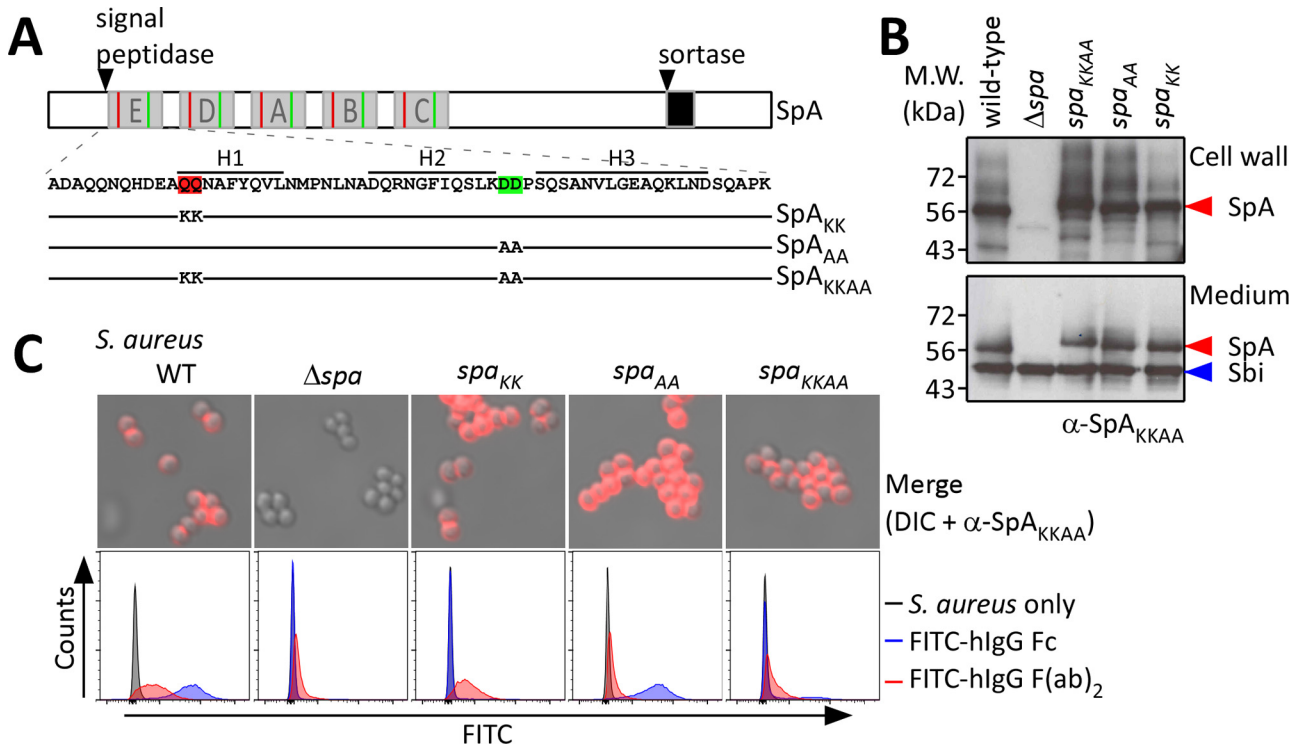 A
signal
peptidase
sortase
E D A B C SpA
H1 H2 H3
ADAQQNQHDEAQQNAFYQVLNMPNLNADQRNGFIQSLKDDPSQSANVLGEAQKLNDSQAPK
KK SpAKK
AA SpAAA
KK AA SpAKKAA
B
M.W.
(kDa)
wild-type
Δspa
spaKKAA
spaAA
spaKK
Cell wall
72
56
43
SpA
Medium
72
56
43
SpA
Sbi
α-SpAKKAA
C
S. aureus
WT Δspa spaKK spaAA spaKKAA
Merge
(DIC + α-SpAKKAA)
Counts
S. aureus only
FITC-hIgG Fc
FITC-hIgG F(ab)2
FITC